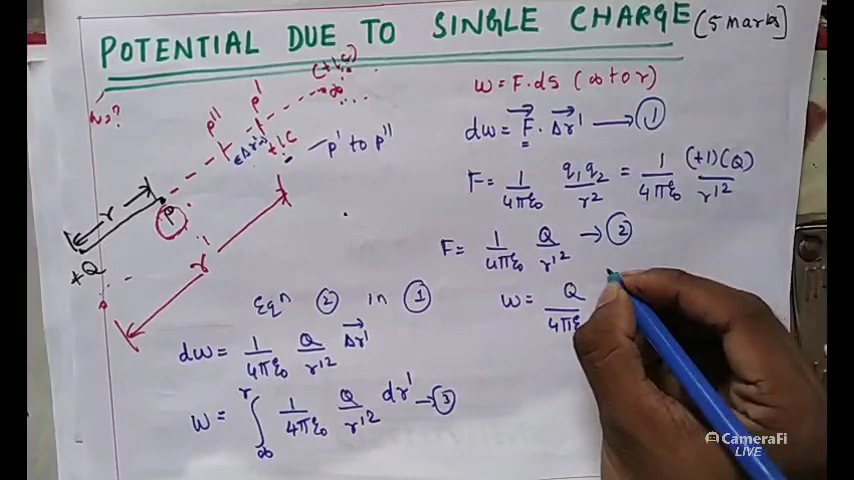 POTENTIAL DUE TO SINGLE CHARGE (5 marks)
W = F.ds (∞ to r)
(+1C)
∞
P'
P''
+1C
(Δr')
P' to P''
r
P
+Q
r'
dw = F⃗ . Δr⃗' → ①
F = 1/4πε₀ q₁q₂/r² = 1/4πε₀ (+1)(Q)/r'²
F = 1/4πε₀ Q/r'² → ②
Eqⁿ ② in ①
dw = 1/4πε₀ Q/r'² Δr⃗'
W = ∫ ∞ r 1/4πε₀ Q/r'² dr' → ③
W = Q/4πε
CameraFi
LIVE